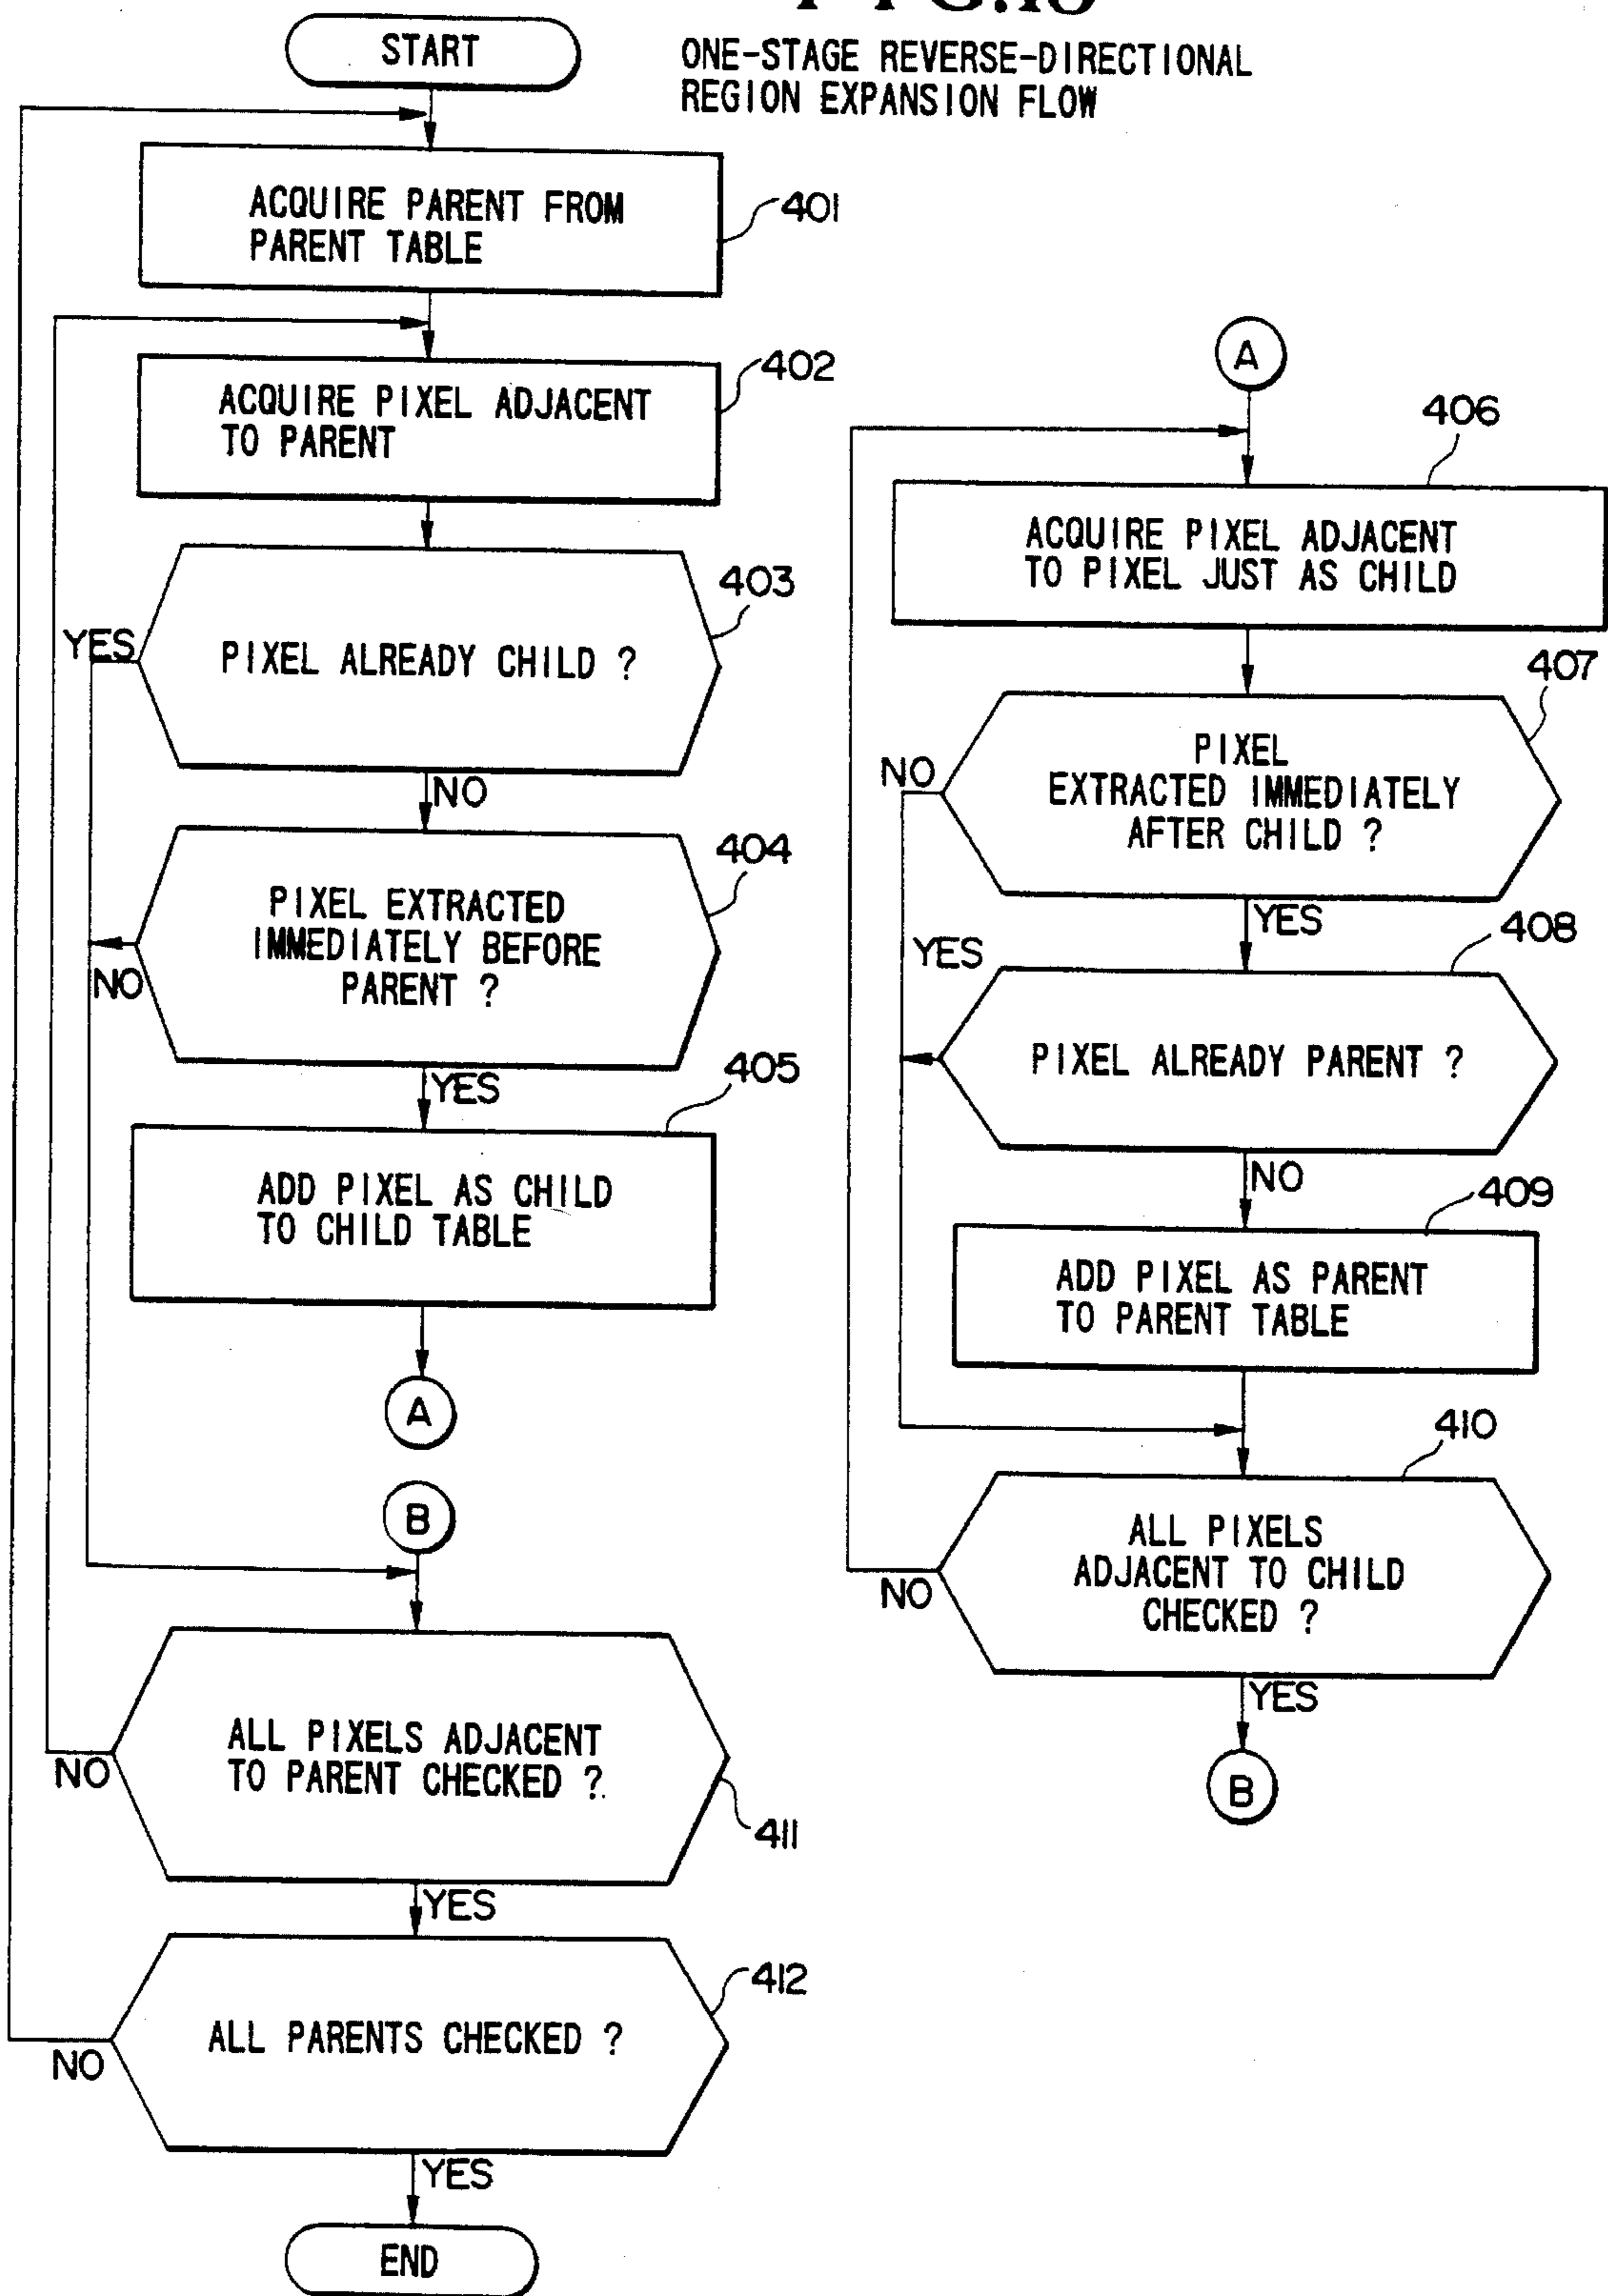 FIG.18
ONE-STAGE REVERSE-DIRECTIONAL
REGION EXPANSION FLOW
START
ACQUIRE PARENT FROM
PARENT TABLE
401
ACQUIRE PIXEL ADJACENT
TO PARENT
402
PIXEL ALREADY CHILD ?
403
YES
NO
PIXEL EXTRACTED
IMMEDIATELY BEFORE
PARENT ?
404
NO
YES
ADD PIXEL AS CHILD
TO CHILD TABLE
405
A
B
ALL PIXELS ADJACENT
TO PARENT CHECKED ?
411
NO
YES
ALL PARENTS CHECKED ?
412
NO
YES
END
A
406
ACQUIRE PIXEL ADJACENT
TO PIXEL JUST AS CHILD
407
PIXEL
EXTRACTED IMMEDIATELY
AFTER CHILD ?
NO
YES
408
YES
PIXEL ALREADY PARENT ?
NO
409
ADD PIXEL AS PARENT
TO PARENT TABLE
410
ALL PIXELS
ADJACENT TO CHILD
CHECKED ?
NO
YES
B